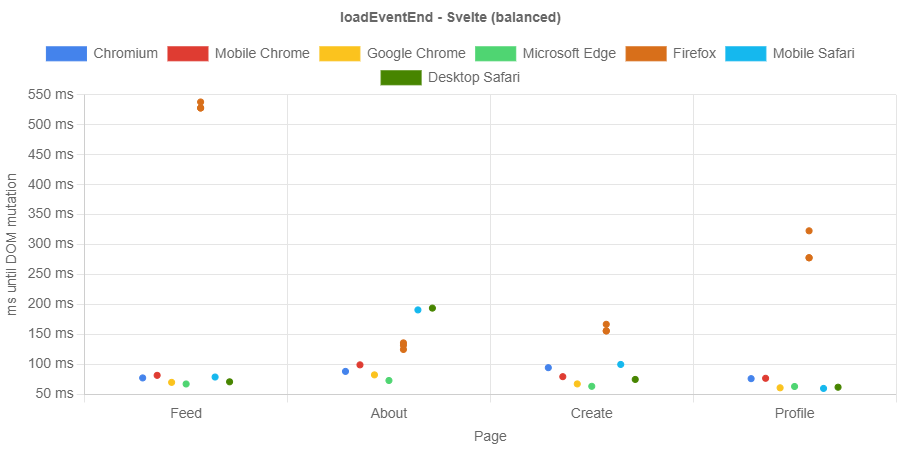 loadEventEnd - Svelte (balanced)
Chromium Mobile Chrome Google Chrome Microsoft Edge Firefox Mobile Safari
Desktop Safari
ms until DOM mutation
550 ms
500 ms
450 ms
400 ms
350 ms
300 ms
250 ms
200 ms
150 ms
100 ms
50 ms
Feed About Create Profile
Page